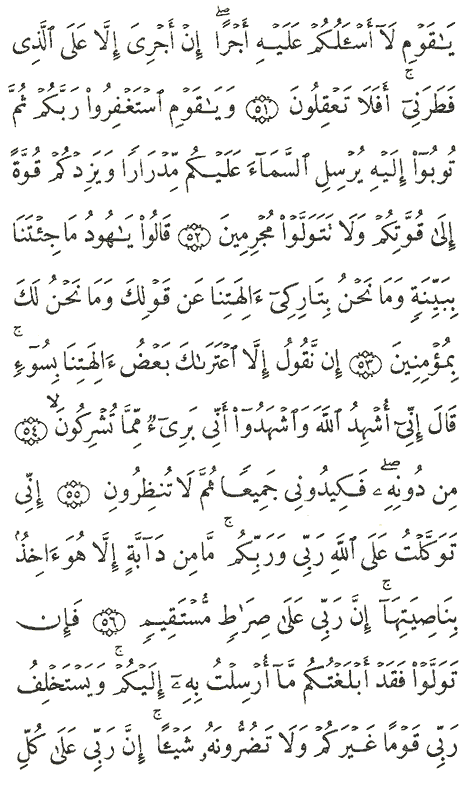 يَـٰقَوۡمِ لَآ أَسۡـَٔلُكُمۡ عَلَيۡهِ أَجۡرًاۖ إِنۡ أَجۡرِىَ إِلَّا عَلَى ٱلَّذِى
فَطَرَنِىٓۚ أَفَلَا تَعۡقِلُونَ ٥١ وَيَـٰقَوۡمِ ٱسۡتَغۡفِرُوا۟ رَبَّكُمۡ ثُمَّ
تُوبُوٓا۟ إِلَيۡهِ يُرۡسِلِ ٱلسَّمَآءَ عَلَيۡكُم مِّدۡرَارًا وَيَزِدۡكُمۡ قُوَّةً
إِلَىٰ قُوَّتِكُمۡ وَلَا تَتَوَلَّوۡا۟ مُجۡرِمِينَ ٥٢ قَالُوا۟ يَـٰهُودُ مَا جِئۡتَنَا
بِبَيِّنَةٍ وَمَا نَحۡنُ بِتَارِكِىٓ ءَالِهَتِنَا عَن قَوۡلِكَ وَمَا نَحۡنُ لَكَ
بِمُؤۡمِنِينَ ٥٣ إِن نَّقُولُ إِلَّا ٱعۡتَرَىٰكَ بَعۡضُ ءَالِهَتِنَا بِسُوٓءٍۚ
قَالَ إِنِّىٓ أُشۡهِدُ ٱللَّهَ وَٱشۡهَدُوٓا۟ أَنِّى بَرِىٓءٌ مِّمَّا تُشۡرِكُونَۙ ٥٤
مِن دُونِهِۦۖ فَكِيدُونِى جَمِيعًا ثُمَّ لَا تُنظِرُونِ ٥٥ إِنِّى
تَوَكَّلۡتُ عَلَى ٱللَّهِ رَبِّى وَرَبِّكُمۚ مَّا مِن دَآبَّةٍ إِلَّا هُوَ ءَاخِذُۢ
بِنَاصِيَتِهَآۚ إِنَّ رَبِّى عَلَىٰ صِرَٰطٍ مُّسۡتَقِيمٍ ٥٦ فَإِن
تَوَلَّوۡا۟ فَقَدۡ أَبۡلَغۡتُكُم مَّآ أُرۡسِلۡتُ بِهِۦٓ إِلَيۡكُمۡۚ وَيَسۡتَخۡلِفُ
رَبِّى قَوۡمًا غَيۡرَكُمۡ وَلَا تَضُرُّونَهُۥ شَيۡـًٔاۚ إِنَّ رَبِّى عَلَىٰ كُلِّ